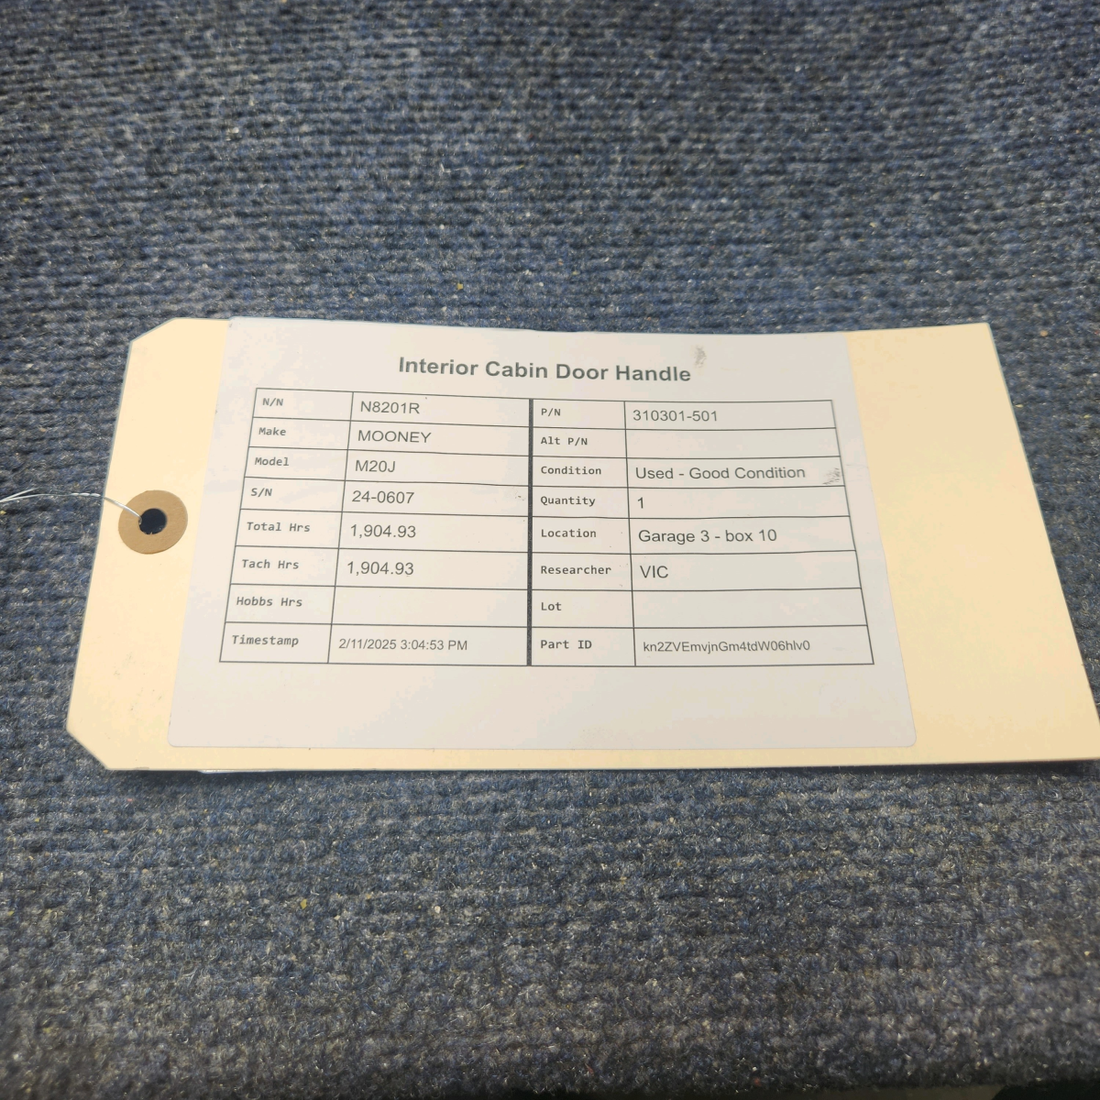 Interior Cabin Door Handle
N/N N8201R P/N 310301-501
Make MOONEY Alt P/N
Model M20J Condition Used - Good Condition
S/N 24-0607 Quantity 1
Total Hrs 1,904.93 Location Garage 3 - box 10
Tach Hrs 1,904.93 Researcher VIC
Hobbs Hrs Lot
Timestamp 2/11/2025 3:04:53 PM Part ID kn2ZVEmvjnGm4tdW06hlv0